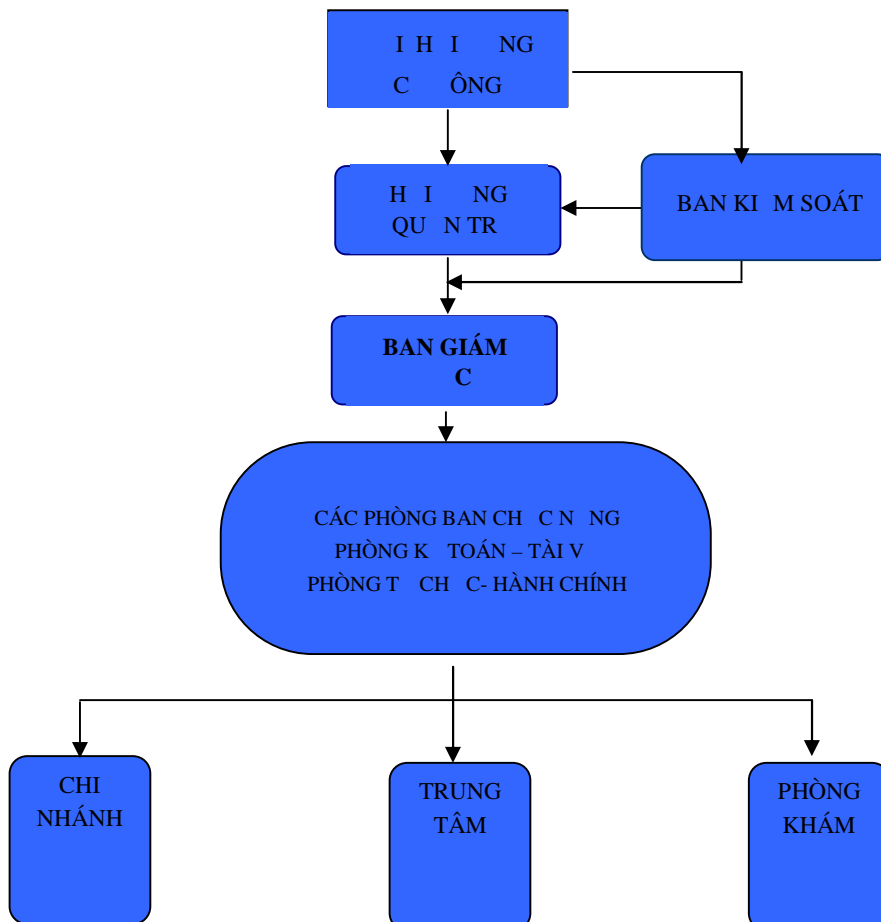 I H I NG
C ÔNG
H I NG
QU N TR
BAN KI M SOÁT
BAN GIÁM
C
CÁC PHÒNG BAN CH C N NG
PHÒNG K TOÁN – TÀI V
PHÒNG T CH C- HÀNH CHÍNH
CHI
NHÁNH
TRUNG
TÂM
PHÒNG
KHÁM